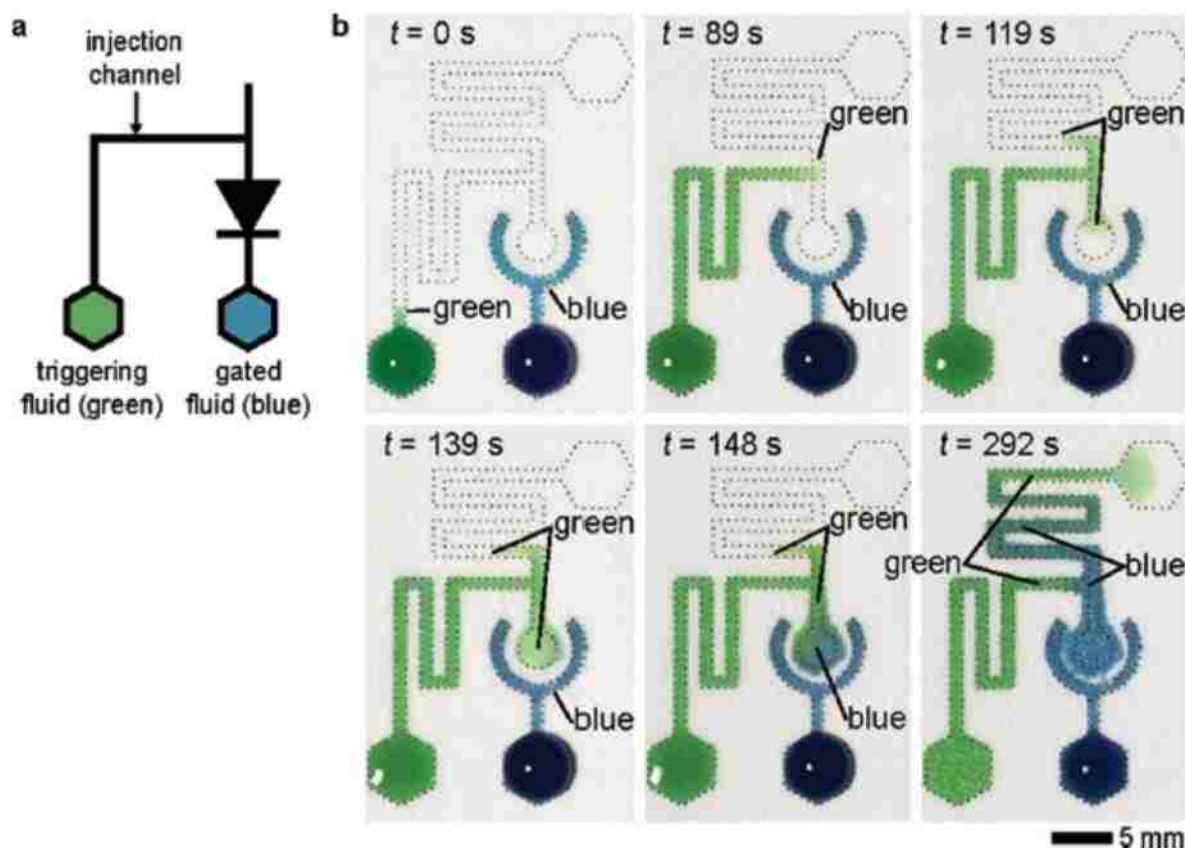 a
injection
channel
triggering
fluid (green)
gated
fluid (blue)
b
t = 0 s
green
blue
t = 89 s
green
blue
t = 119 s
green
blue
t = 139 s
green
blue
t = 148 s
green
blue
t = 292 s
green
blue
5 mm